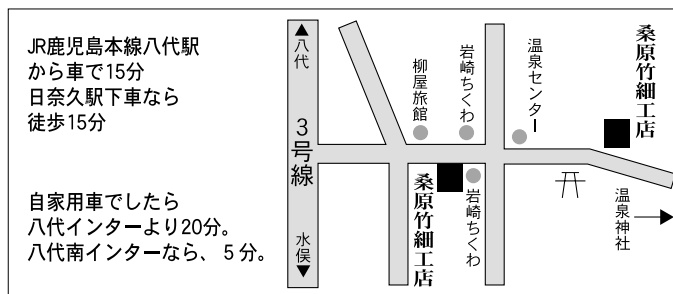 JR鹿児島本線八代駅
から車で15分
日奈久駅下車なら
徒歩15分
自家用車でしたら
八代インターより20分。
八代南インターなら、5分。
▲八代
3号線
水俣▼
柳屋旅館
岩崎ちくわ
温泉センター
桑原竹細工店
桑原竹細工店
岩崎ちくわ
温泉神社